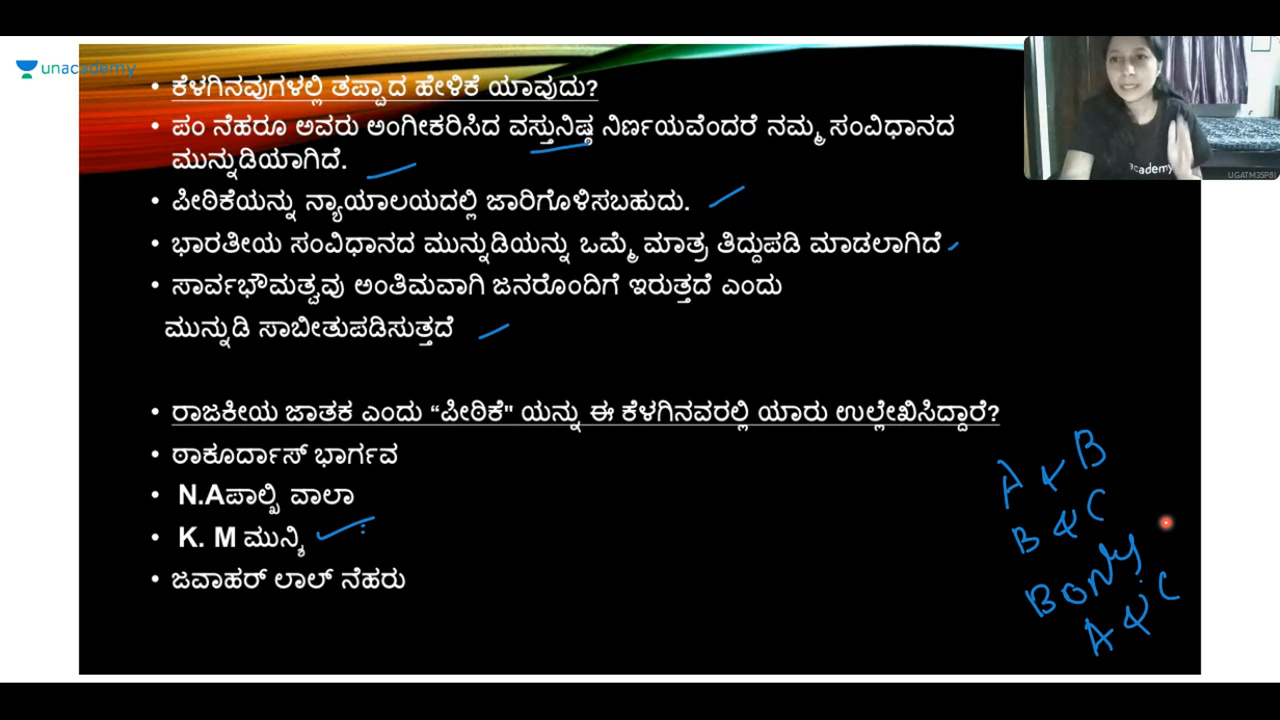 unacademy
ಕೆಳಗಿನವುಗಳಲ್ಲಿ ತಪ್ಪಾದ ಹೇಳಿಕೆ ಯಾವುದು?
ಪಂ ನೆಹರೂ ಅವರು ಅಂಗೀಕರಿಸಿದ ವಸ್ತುನಿಷ್ಠ ನಿರ್ಣಯವೆಂದರೆ ನಮ್ಮ ಸಂವಿಧಾನದ
ಮುನ್ನುಡಿಯಾಗಿದೆ.
ಪೀಠಿಕೆಯನ್ನು ನ್ಯಾಯಾಲಯದಲ್ಲಿ ಜಾರಿಗೊಳಿಸಬಹುದು.
ಭಾರತೀಯ ಸಂವಿಧಾನದ ಮುನ್ನುಡಿಯನ್ನು ಒಮ್ಮೆ ಮಾತ್ರ ತಿದ್ದುಪಡಿ ಮಾಡಲಾಗಿದೆ
ಸಾರ್ವಭೌಮತ್ವವು ಅಂತಿಮವಾಗಿ ಜನರೊಂದಿಗೆ ಇರುತ್ತದೆ ಎಂದು
ಮುನ್ನುಡಿ ಸಾಬೀತುಪಡಿಸುತ್ತದೆ
ರಾಜಕೀಯ ಜಾತಕ ಎಂದು “ಪೀಠಿಕೆ" ಯನ್ನು ಈ ಕೆಳಗಿನವರಲ್ಲಿ ಯಾರು ಉಲ್ಲೇಖಿಸಿದ್ದಾರೆ?
ಠಾಕೂರ್ದಾಸ್ ಭಾರ್ಗವ
N.Aಪಾಲ್ಖಿ ವಾಲಾ
K. M ಮುನ್ಶಿ
ಜವಾಹರ್ ಲಾಲ್ ನೆಹರು
A & B
B & C
B only
A & C
academy
UGATM3SP8I